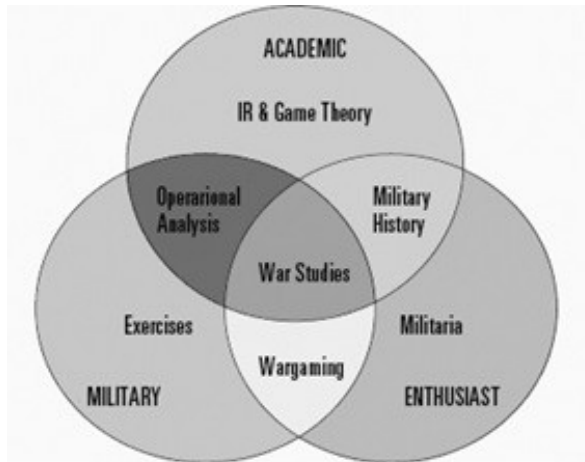 ACADEMIC
IR & Game Theory
Operarional
Analysis
Military
History
War Studies
Exercises
Militaria
Wargaming
MILITARY
ENTHUSIAST